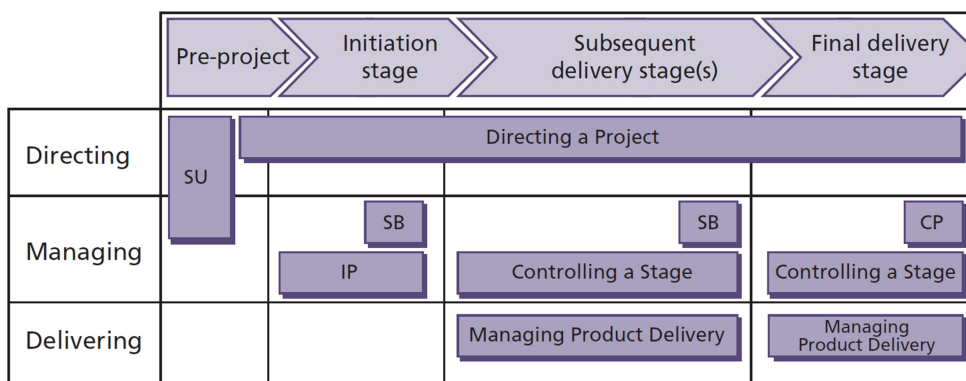 Pre-project
Initiation
stage
Subsequent
delivery stage(s)
Final delivery
stage
Directing
SU
Directing a Project
Managing
SB
SB
CP
IP
Controlling a Stage
Controlling a Stage
Delivering
Managing Product Delivery
Managing
Product Delivery